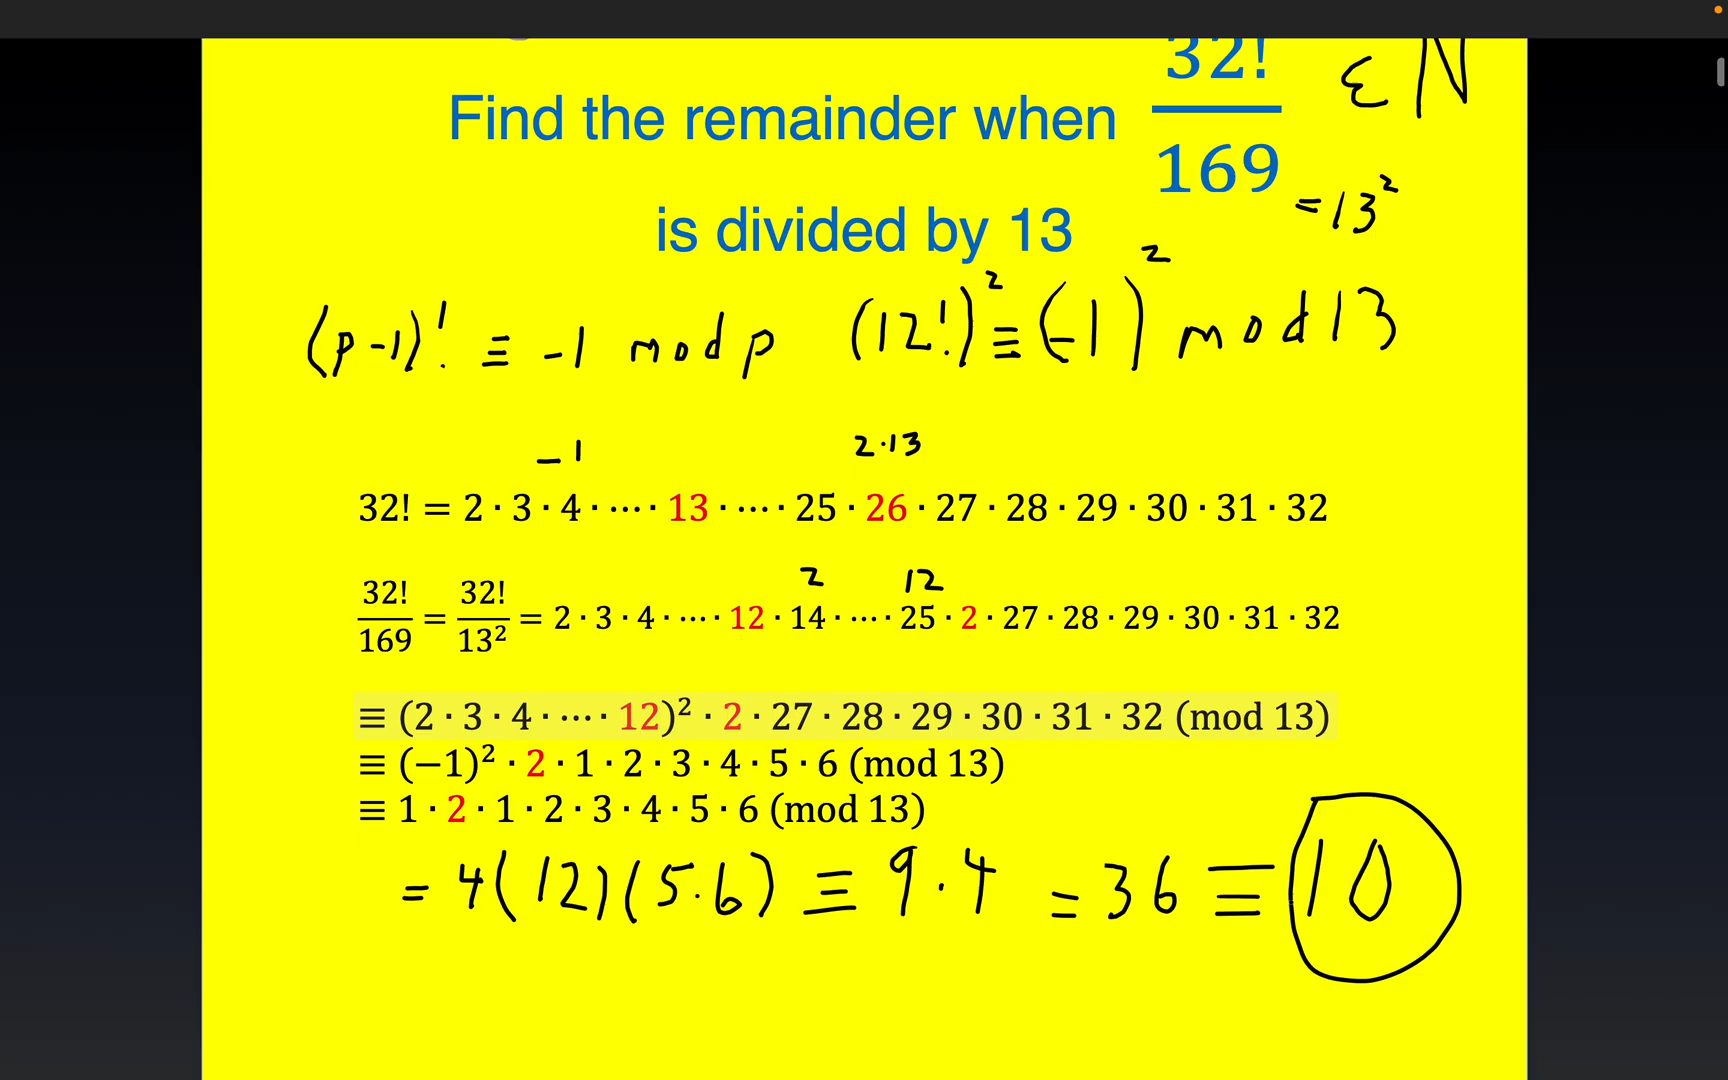 32! ε N
Find the remainder when
169 = 13²
is divided by 13
(p-1)! ≡ -1 mod p (12!)² ≡ (-1)² mod 13
-1 2·13
32! = 2 · 3 · 4 · ⋯ · 13 · ⋯ · 25 · 26 · 27 · 28 · 29 · 30 · 31 · 32
2 12
32!/169 = 32!/13² = 2 · 3 · 4 · ⋯ · 12 · 14 · ⋯ · 25 · 2 · 27 · 28 · 29 · 30 · 31 · 32
≡ (2 · 3 · 4 · ⋯ · 12)² · 2 · 27 · 28 · 29 · 30 · 31 · 32 (mod 13)
≡ (−1)² · 2 · 1 · 2 · 3 · 4 · 5 · 6 (mod 13)
≡ 1 · 2 · 1 · 2 · 3 · 4 · 5 · 6 (mod 13)
= 4(12)(5·6) ≡ 9·4 = 36 ≡ 10